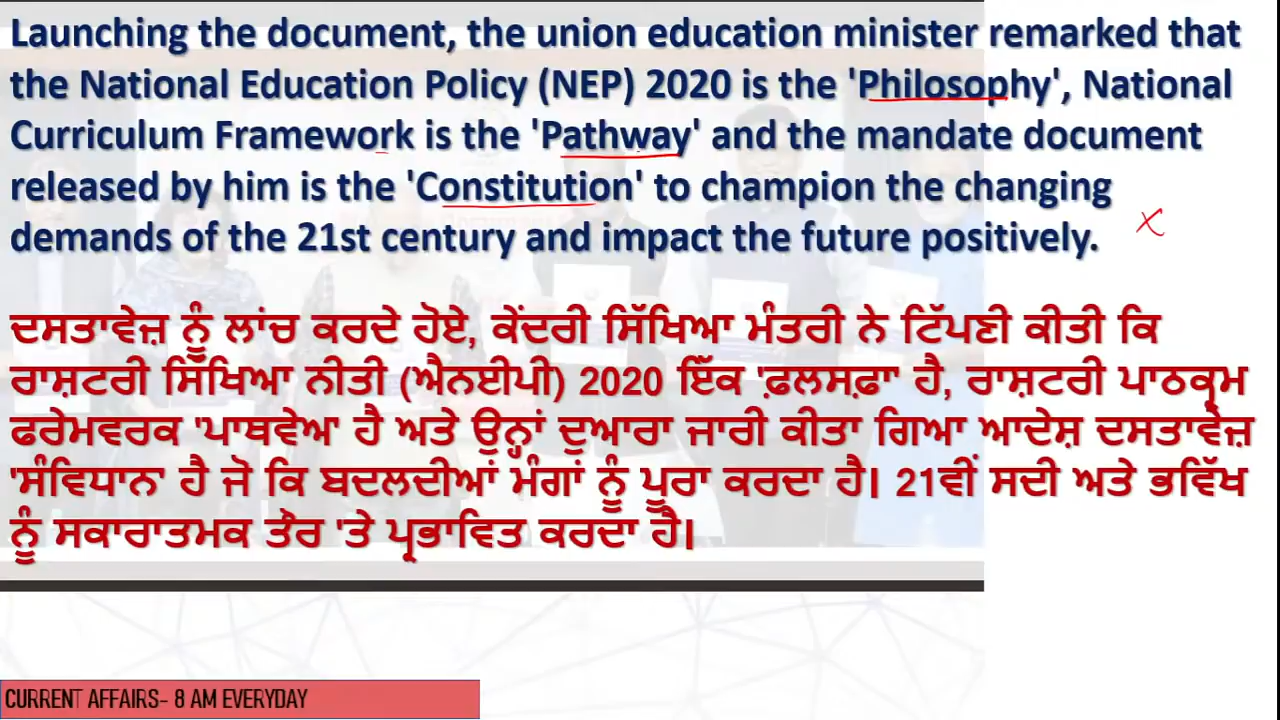 Launching the document, the union education minister remarked that
the National Education Policy (NEP) 2020 is the 'Philosophy', National
Curriculum Framework is the 'Pathway' and the mandate document
released by him is the 'Constitution' to champion the changing
demands of the 21st century and impact the future positively.
ਦਸਤਾਵੇਜ਼ ਨੂੰ ਲਾਂਚ ਕਰਦੇ ਹੋਏ, ਕੇਂਦਰੀ ਸਿੱਖਿਆ ਮੰਤਰੀ ਨੇ ਟਿੱਪਣੀ ਕੀਤੀ ਕਿ
ਰਾਸ਼ਟਰੀ ਸਿੱਖਿਆ ਨੀਤੀ (ਐਨਈਪੀ) 2020 ਇੱਕ 'ਫ਼ਲਸਫ਼ਾ' ਹੈ, ਰਾਸ਼ਟਰੀ ਪਾਠਕ੍ਰਮ
ਫਰੇਮਵਰਕ 'ਪਾਥਵੇਅ' ਹੈ ਅਤੇ ਉਨ੍ਹਾਂ ਦੁਆਰਾ ਜਾਰੀ ਕੀਤਾ ਗਿਆ ਆਦੇਸ਼ ਦਸਤਾਵੇਜ਼
'ਸੰਵਿਧਾਨ' ਹੈ ਜੋ ਕਿ ਬਦਲਦੀਆਂ ਮੰਗਾਂ ਨੂੰ ਪੂਰਾ ਕਰਦਾ ਹੈ। 21ਵੀਂ ਸਦੀ ਅਤੇ ਭਵਿੱਖ
ਨੂੰ ਸਕਾਰਾਤਮਕ ਤੌਰ 'ਤੇ ਪ੍ਰਭਾਵਿਤ ਕਰਦਾ ਹੈ।
CURRENT AFFAIRS- 8 AM EVERYDAY